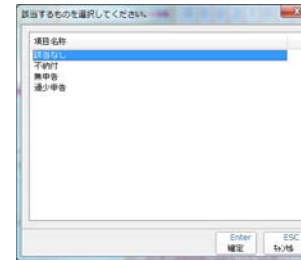 該当するものを選択してください。
項目名称
該当なし
不納付
無申告
過少申告
Enter ESC
確定 ｷｬﾝｾﾙ